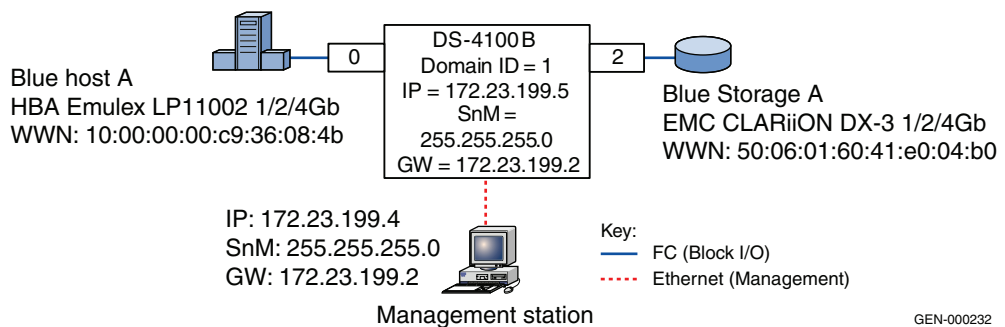 Blue host A
HBA Emulex LP11002 1/2/4Gb
WWN: 10:00:00:00:c9:36:08:4b
0
DS-4100B
Domain ID = 1
IP = 172.23.199.5
SnM =
255.255.255.0
GW = 172.23.199.2
2
Blue Storage A
EMC CLARiiON DX-3 1/2/4Gb
WWN: 50:06:01:60:41:e0:04:b0
IP: 172.23.199.4
SnM: 255.255.255.0
GW: 172.23.199.2
Management station
Key:
FC (Block I/O)
Ethernet (Management)
GEN-000232